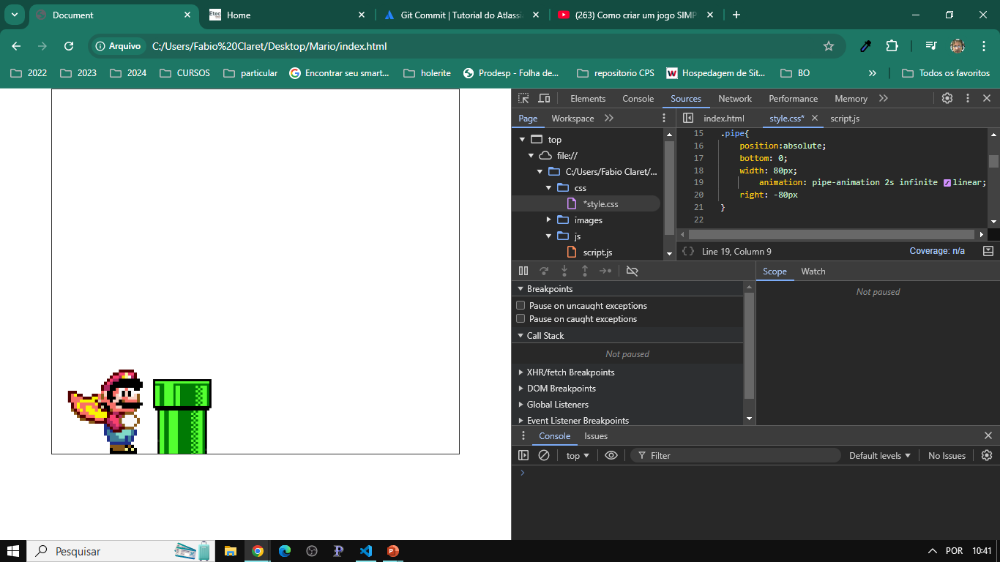 Document
Home
Git Commit | Tutorial do Atlassi
(263) Como criar um jogo SIMP
Arquivo
C:/Users/Fabio%20Claret/Desktop/Mario/index.html
2022
2023
2024
CURSOS
particular
Encontrar seu smart...
holerite
Prodesp - Folha de...
repositorio CPS
Hospedagem de Sit...
BO
»
Todos os favoritos
Elements Console Sources Network Performance Memory
Page Workspace
index.html style.css* script.js
top
file://
C:/Users/Fabio Claret/...
css
*style.css
images
js
script.js
15 .pipe{
16 position:absolute;
17 bottom: 0;
18 width: 80px;
19 animation: pipe-animation 2s infinite linear;
20 right: -80px
21 }
22
{} Line 19, Column 9 Coverage: n/a
Scope Watch
Not paused
Breakpoints
Pause on uncaught exceptions
Pause on caught exceptions
Call Stack
Not paused
XHR/fetch Breakpoints
DOM Breakpoints
Global Listeners
Event Listener Breakpoints
Console Issues
top Filter Default levels No Issues
Pesquisar
POR 10:41